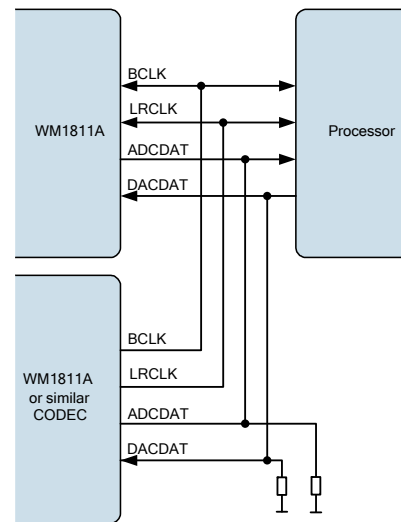 BCLK
LRCLK
WM1811A
Processor
ADCDAT
DACDAT
BCLK
WM1811A
or similar
CODEC
LRCLK
ADCDAT
DACDAT